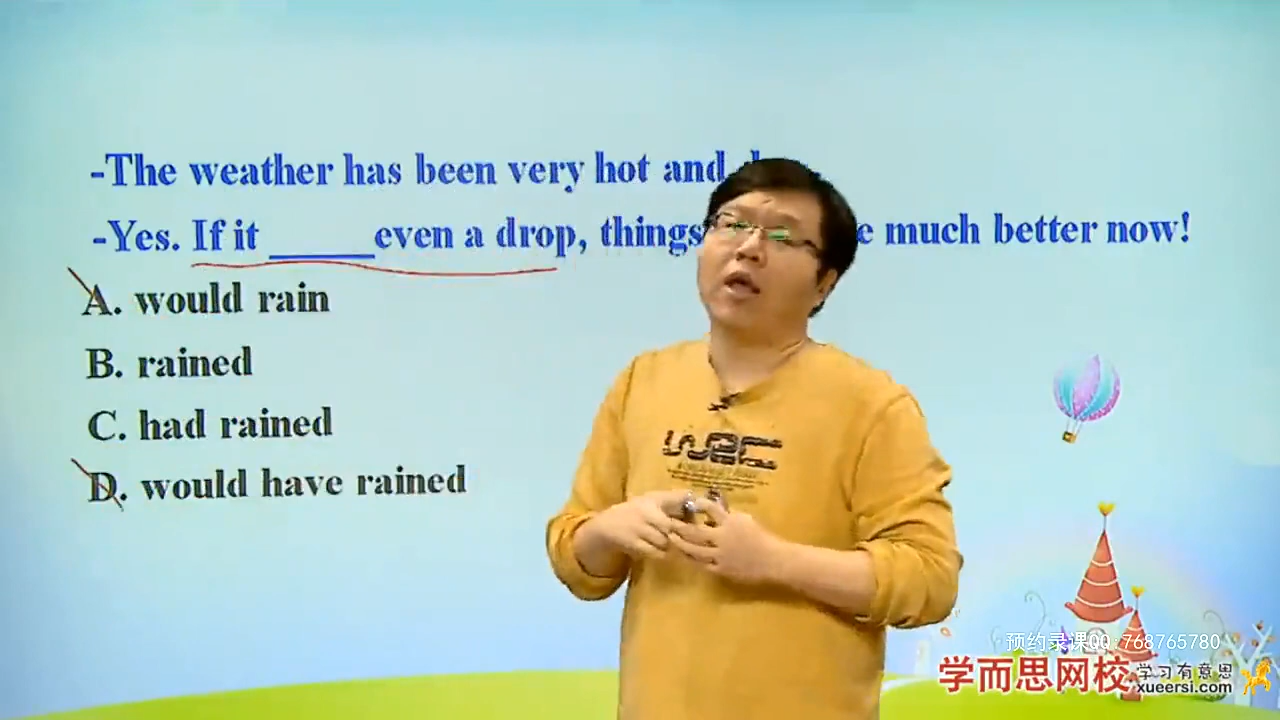 -The weather has been very hot and
-Yes. If it _____ even a drop, things much better now!
A. would rain
B. rained
C. had rained
D. would have rained
预约录课QQ:768765780
学而思网校 学习有意思
xueersi.com